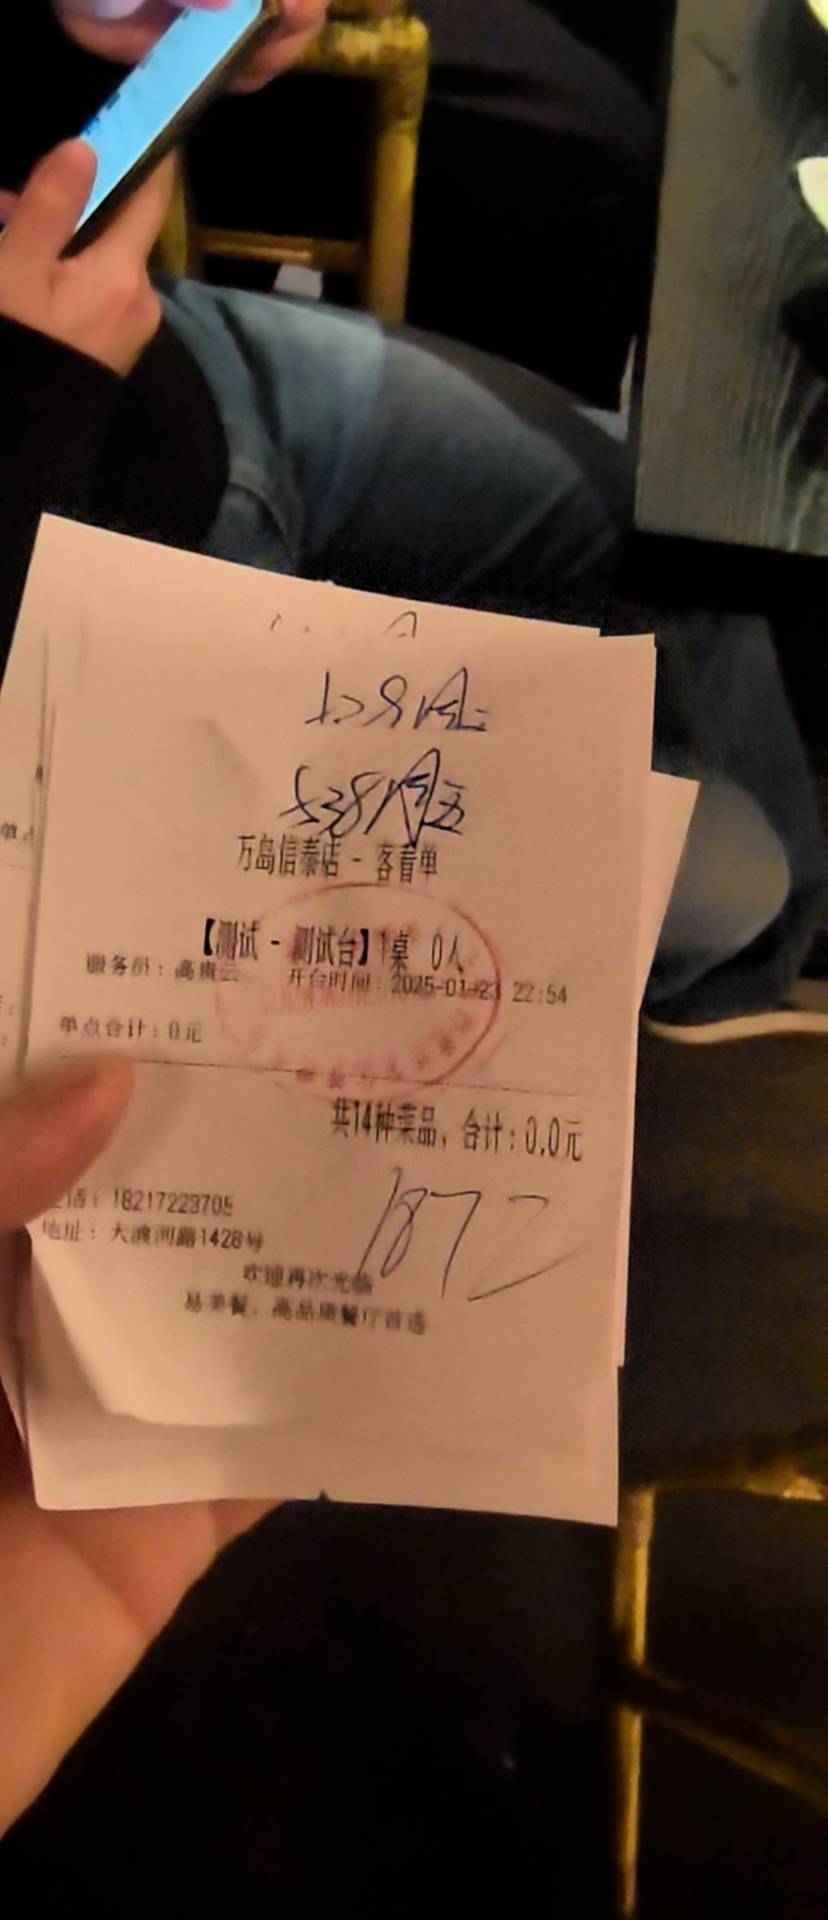 万岛信泰店 - 客看单
【测试 - 测试台】1桌 0人
服务员：高贵云 开台时间：2025-01-23 22:54
单点合计：0元
共14种菜品，合计：0.0元
1872
电话：18217223705
地址：大渡河路1428号
欢迎再次光临
易美餐，高品质餐厅首选